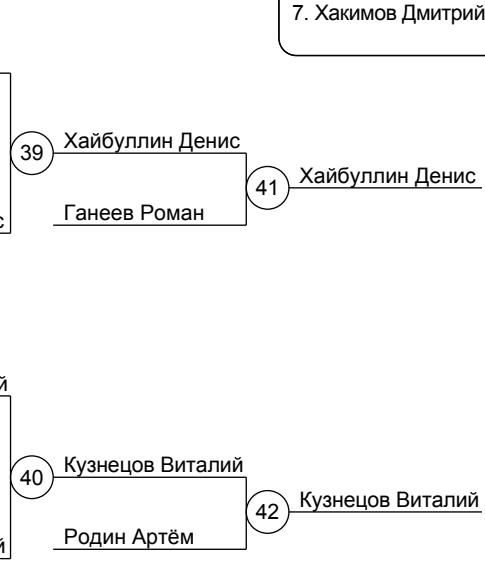 7. Хакимов Дмитрий
39
Хайбуллин Денис
41
Хайбуллин Денис
Ганеев Роман
40
Кузнецов Виталий
42
Кузнецов Виталий
Родин Артём